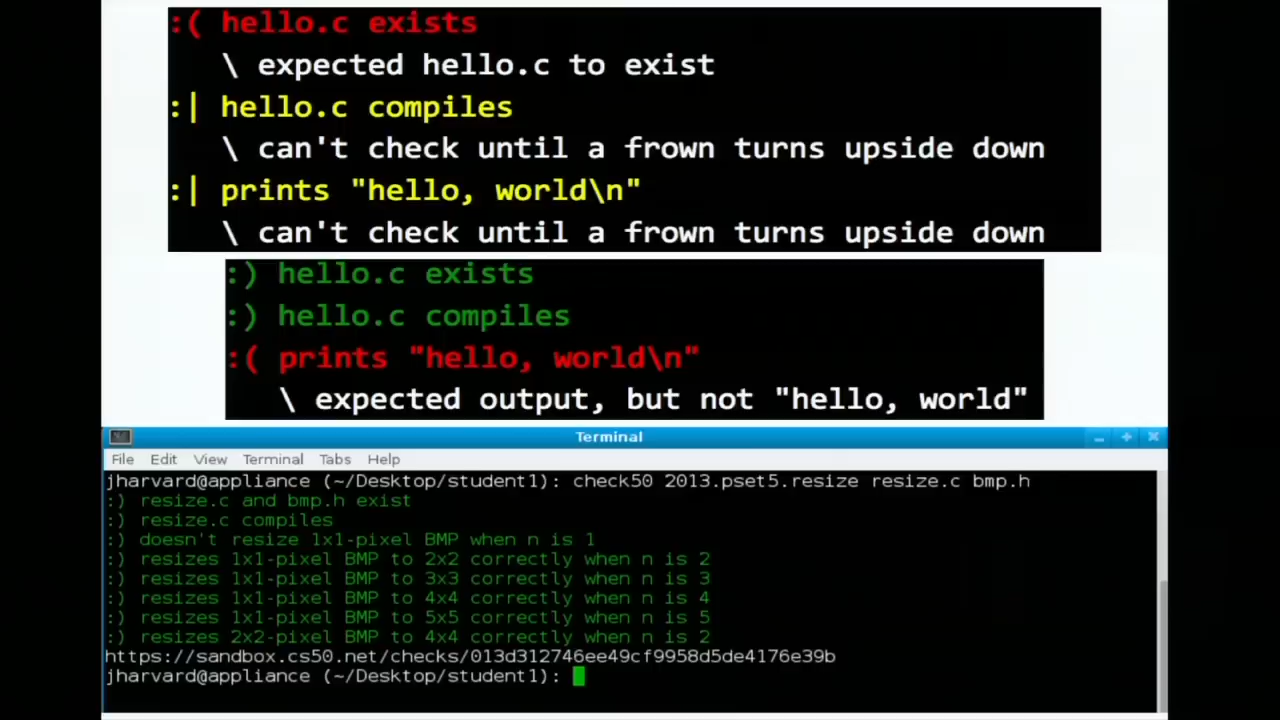 :( hello.c exists
\ expected hello.c to exist
:| hello.c compiles
\ can't check until a frown turns upside down
:| prints "hello, world\n"
\ can't check until a frown turns upside down
:) hello.c exists
:) hello.c compiles
:( prints "hello, world\n"
\ expected output, but not "hello, world"
Terminal
File Edit View Terminal Tabs Help
jharvard@appliance (~/Desktop/student1): check50 2013.pset5.resize resize.c bmp.h
:) resize.c and bmp.h exist
:) resize.c compiles
:) doesn't resize 1x1-pixel BMP when n is 1
:) resizes 1x1-pixel BMP to 2x2 correctly when n is 2
:) resizes 1x1-pixel BMP to 3x3 correctly when n is 3
:) resizes 1x1-pixel BMP to 4x4 correctly when n is 4
:) resizes 1x1-pixel BMP to 5x5 correctly when n is 5
:) resizes 2x2-pixel BMP to 4x4 correctly when n is 2
https://sandbox.cs50.net/checks/013d312746ee49cf9958d5de4176e39b
jharvard@appliance (~/Desktop/student1):